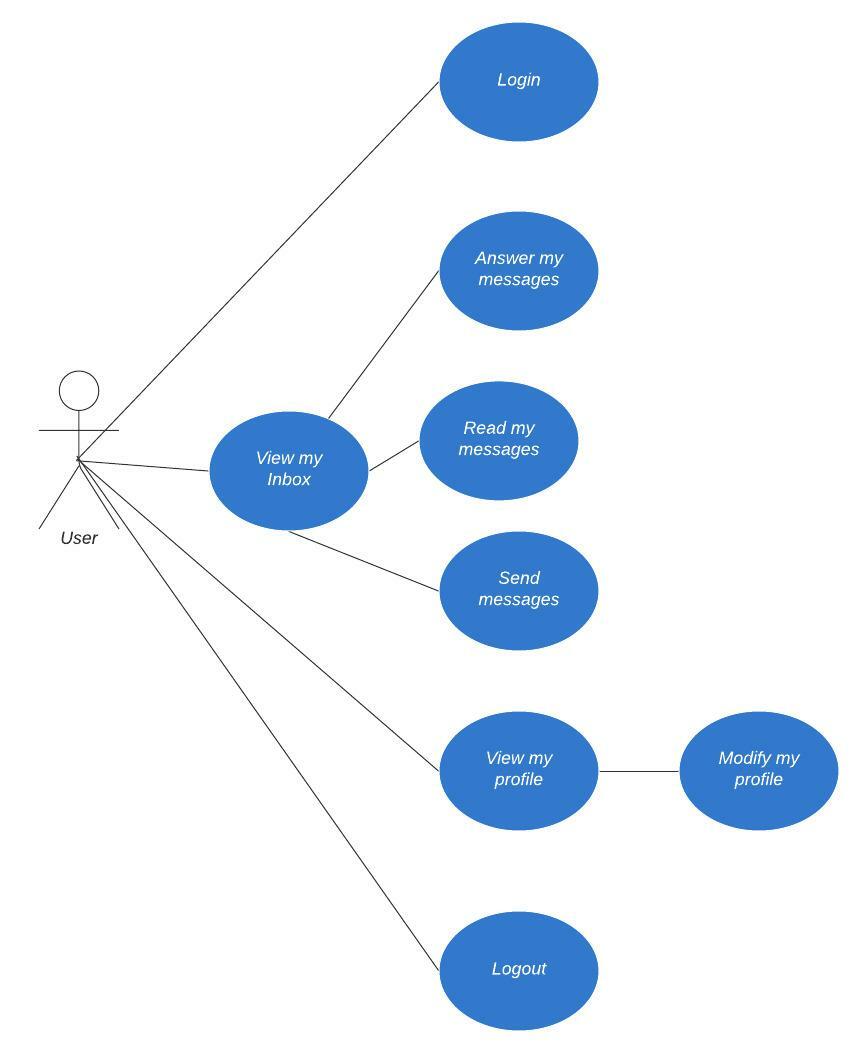 Login
Answer my
messages
Read my
messages
View my
Inbox
User
Send
messages
View my
profile
Modify my
profile
Logout